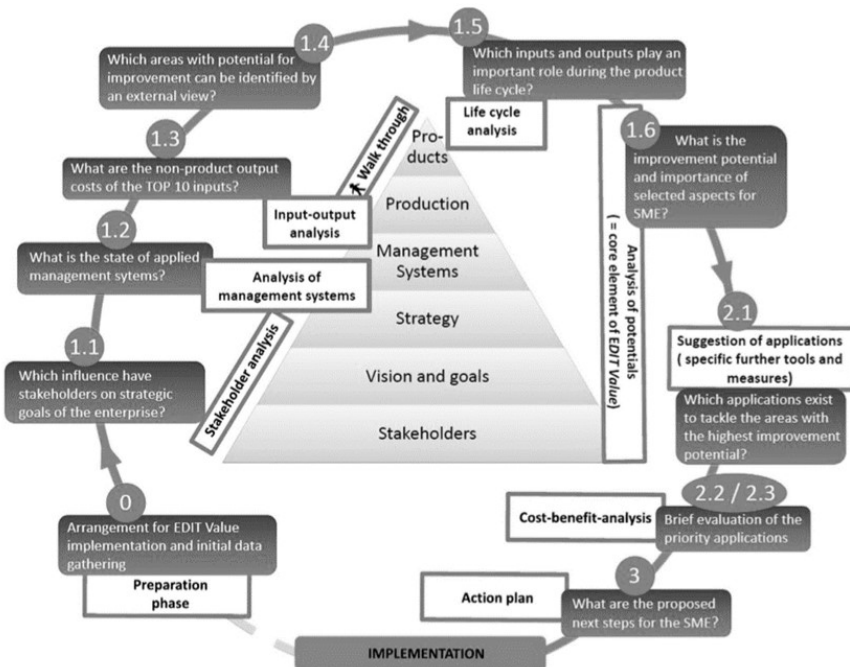 1.4
Which areas with potential for
improvement can be identified by
an external view?
1.5
Which inputs and outputs play an
important role during the product
life cycle?
Life cycle
analysis
1.3
What are the non-product output
costs of the TOP 10 inputs?
Walk through
Input-output
analysis
1.2
What is the state of applied
management sytems?
Analysis of
management systems
1.1
Which influence have
stakeholders on strategic
goals of the enterprise?
Stakeholder analysis
0
Arrangement for EDIT Value
implementation and initial data
gathering
Preparation
phase
Pro-
ducts
Production
Management
Systems
Strategy
Vision and goals
Stakeholders
Analysis of potentials
( = core element of EDIT Value)
1.6
What is the
improvement potential
and importance of
selected aspects for
SME?
2.1
Suggestion of applications
( specific further tools and
measures)
Which applications exist
to tackle the areas with
the highest improvement
potential?
2.2 / 2.3
Cost-benefit-analysis
Brief evaluation of the
priority applications
3
Action plan
What are the proposed
next steps for the SME?
IMPLEMENTATION